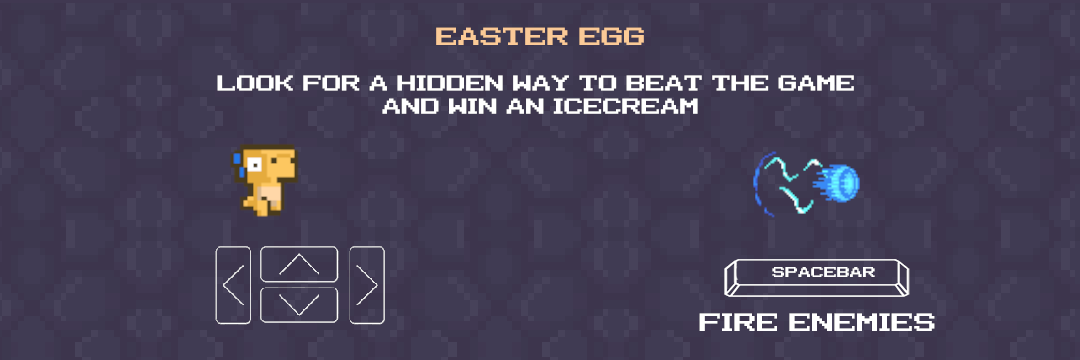 EASTER EGG
LOOK FOR A HIDDEN WAY TO BEAT THE GAME
AND WIN AN ICECREAM
SPACEBAR
FIRE ENEMIES